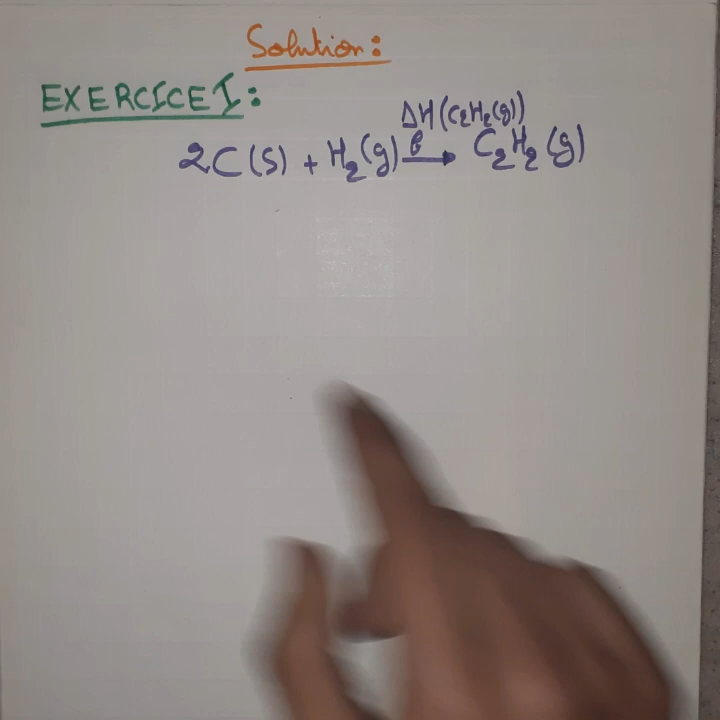 Solution:
EXERCICE I:
ΔH(C₂H₂(g))
2C(s) + H₂(g) → C₂H₂(g)